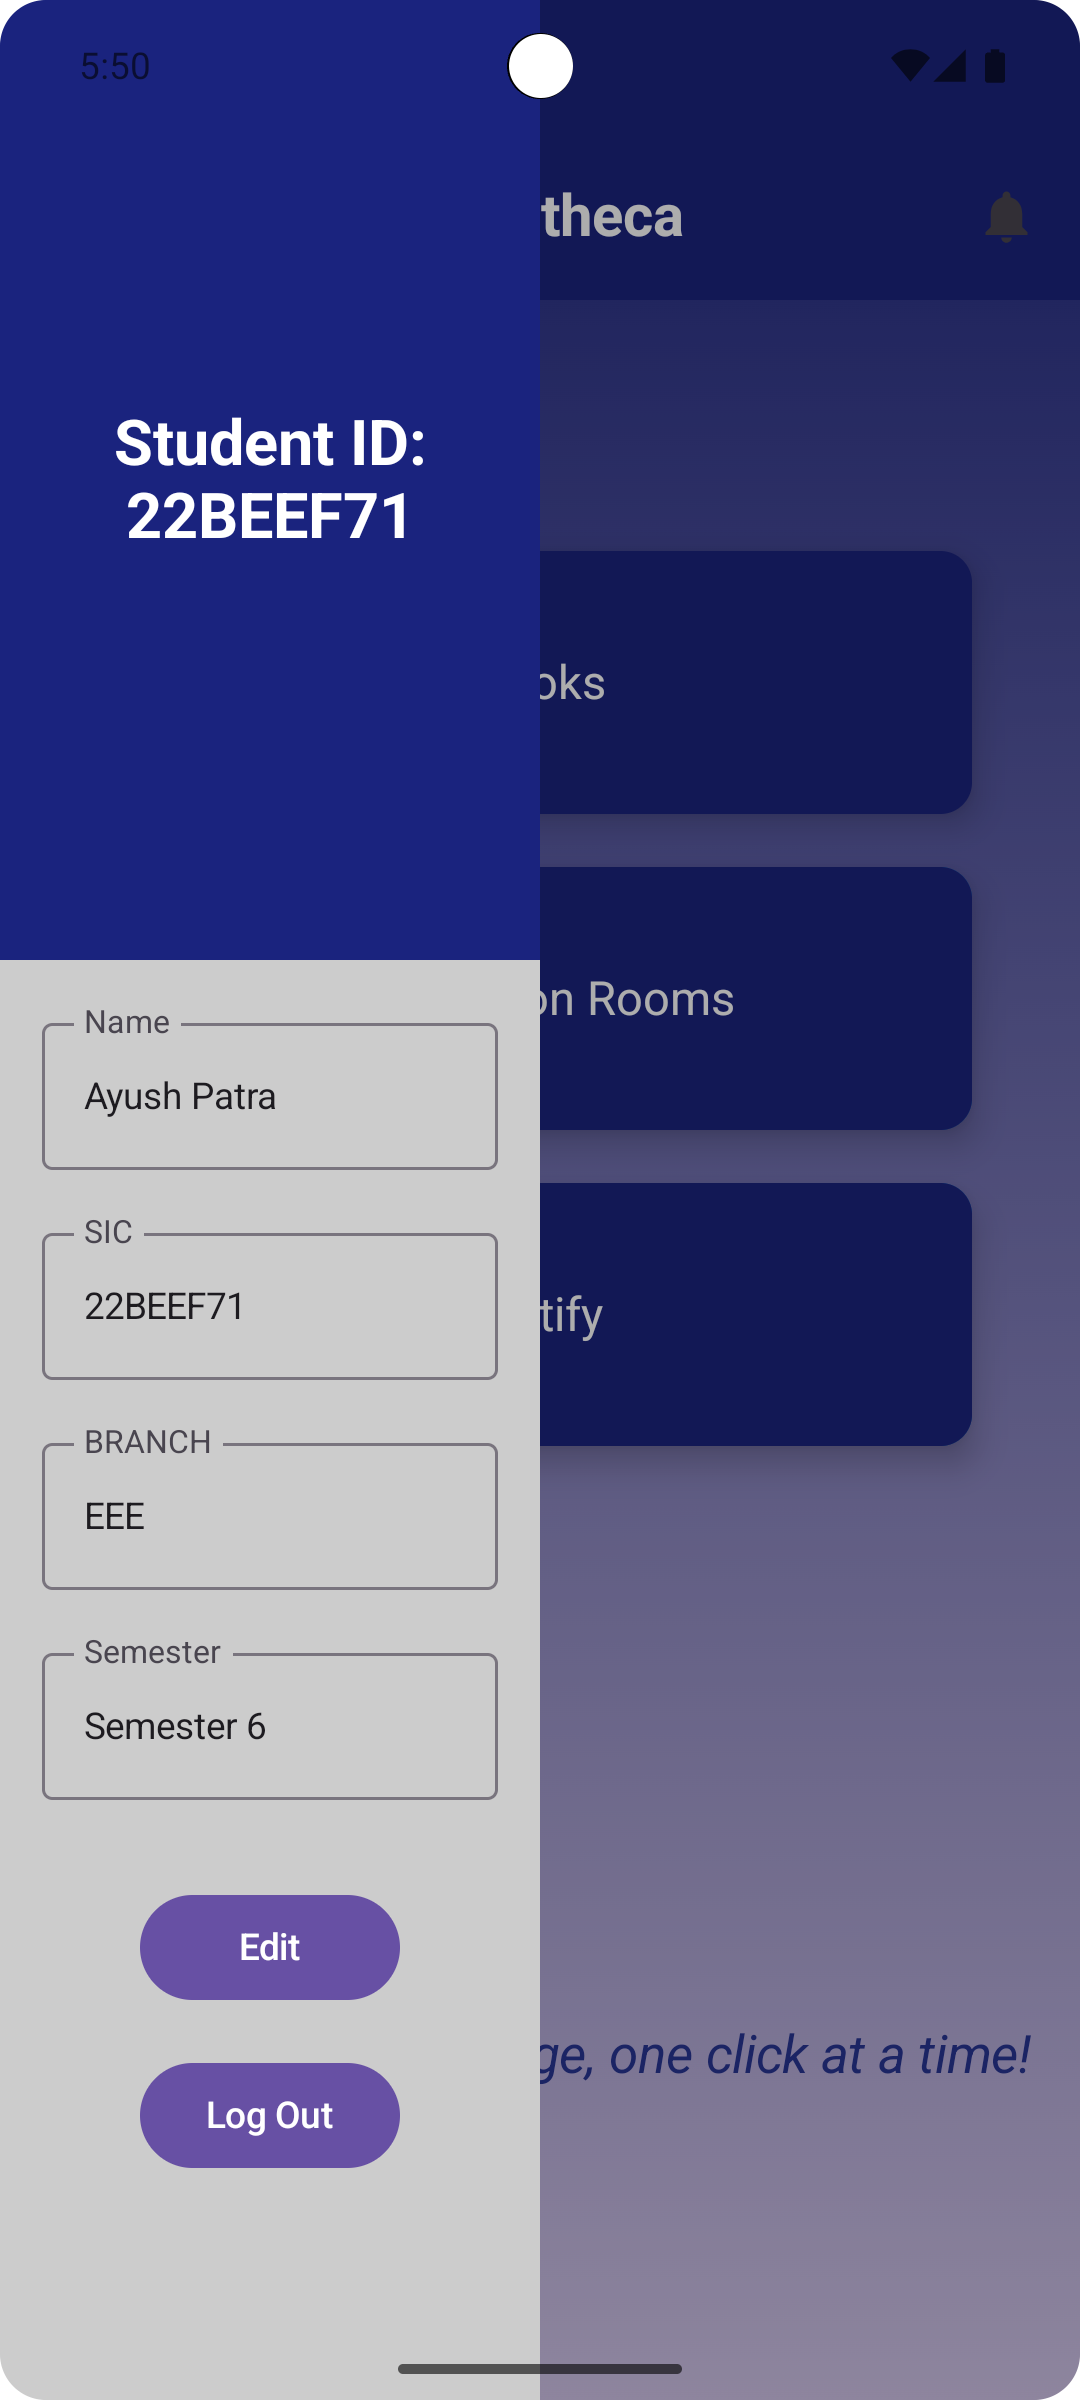 5:50
theca
Student ID:
22BEEF71
oks
on Rooms
tify
Name
Ayush Patra
SIC
22BEEF71
BRANCH
EEE
Semester
Semester 6
Edit
ge, one click at a time!
Log Out